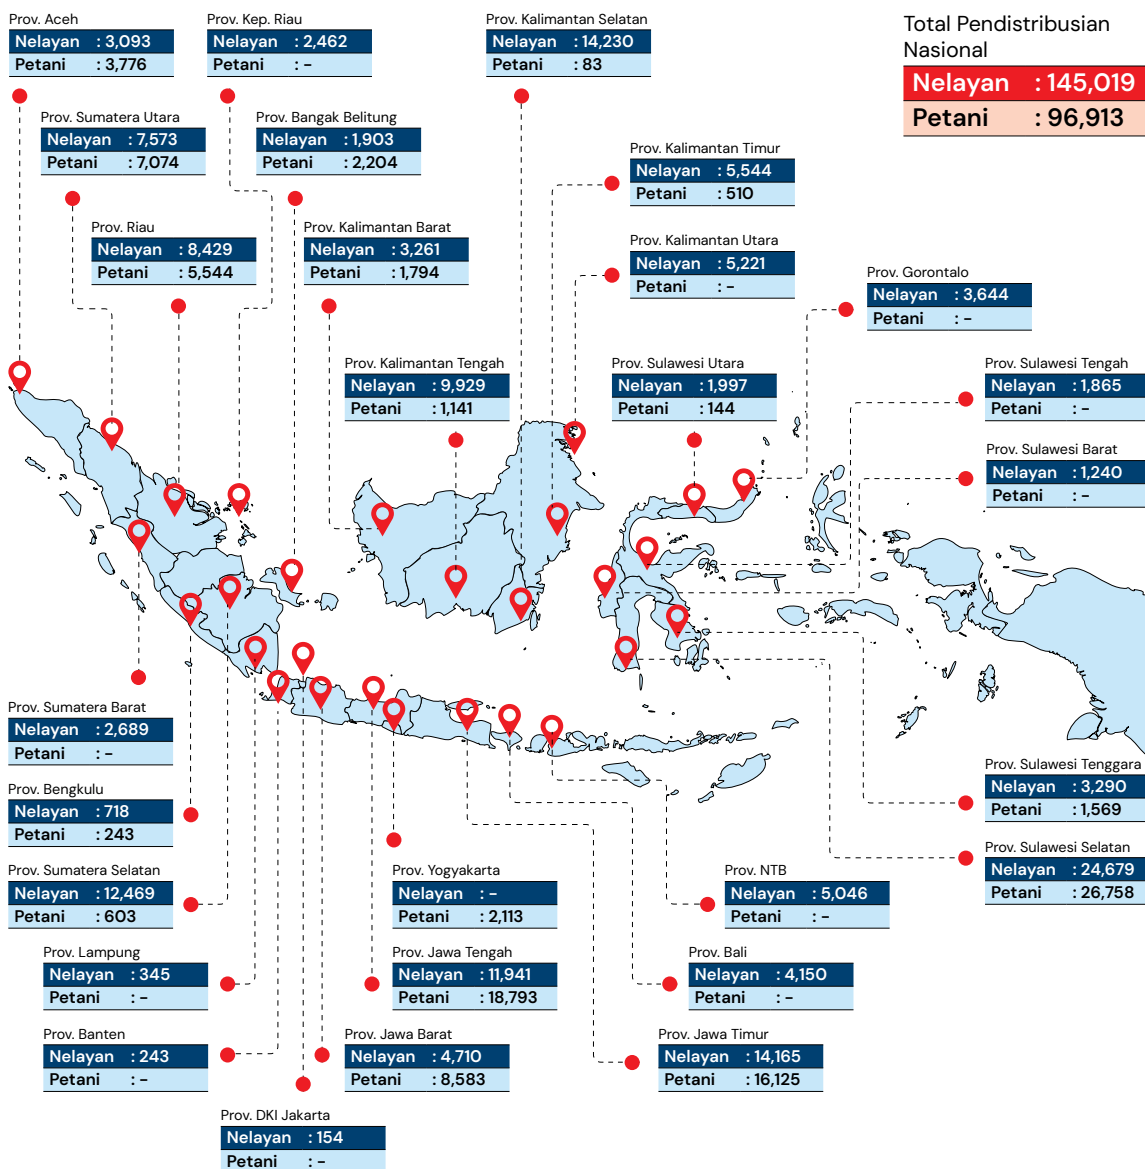 Prov. Aceh
Nelayan : 3,093
Petani : 3,776
Prov. Kep. Riau
Nelayan : 2,462
Petani : -
Prov. Kalimantan Selatan
Nelayan : 14,230
Petani : 83
Total Pendistribusian
Nasional
Nelayan : 145,019
Petani : 96,913
Prov. Sumatera Utara
Nelayan : 7,573
Petani : 7,074
Prov. Bangak Belitung
Nelayan : 1,903
Petani : 2,204
Prov. Kalimantan Timur
Nelayan : 5,544
Petani : 510
Prov. Riau
Nelayan : 8,429
Petani : 5,544
Prov. Kalimantan Barat
Nelayan : 3,261
Petani : 1,794
Prov. Kalimantan Utara
Nelayan : 5,221
Petani : -
Prov. Gorontalo
Nelayan : 3,644
Petani : -
Prov. Kalimantan Tengah
Nelayan : 9,929
Petani : 1,141
Prov. Sulawesi Utara
Nelayan : 1,997
Petani : 144
Prov. Sulawesi Tengah
Nelayan : 1,865
Petani : -
Prov. Sulawesi Barat
Nelayan : 1,240
Petani : -
Prov. Sumatera Barat
Nelayan : 2,689
Petani : -
Prov. Bengkulu
Nelayan : 718
Petani : 243
Prov. Sulawesi Tenggara
Nelayan : 3,290
Petani : 1,569
Prov. Sulawesi Selatan
Nelayan : 24,679
Petani : 26,758
Prov. Sumatera Selatan
Nelayan : 12,469
Petani : 603
Prov. Yogyakarta
Nelayan : -
Petani : 2,113
Prov. NTB
Nelayan : 5,046
Petani : -
Prov. Lampung
Nelayan : 345
Petani : -
Prov. Jawa Tengah
Nelayan : 11,941
Petani : 18,793
Prov. Bali
Nelayan : 4,150
Petani : -
Prov. Banten
Nelayan : 243
Petani : -
Prov. Jawa Barat
Nelayan : 4,710
Petani : 8,583
Prov. Jawa Timur
Nelayan : 14,165
Petani : 16,125
Prov. DKI Jakarta
Nelayan : 154
Petani : -